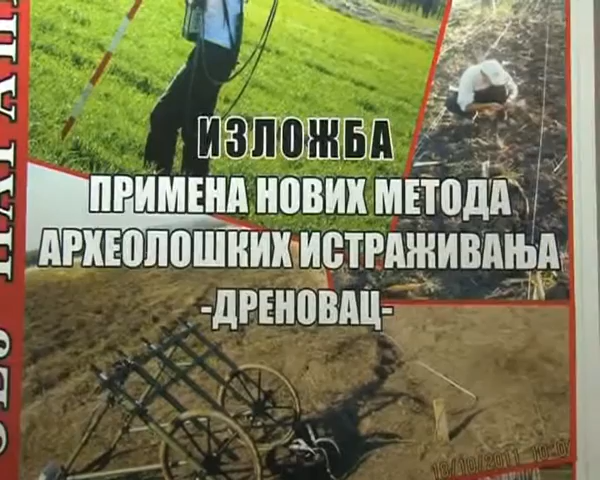 ИЗЛОЖБА
ПРИМЕНА НОВИХ МЕТОДА
АРХЕОЛОШКИХ ИСТРАЖИВАЊА
-ДРЕНОВАЦ-